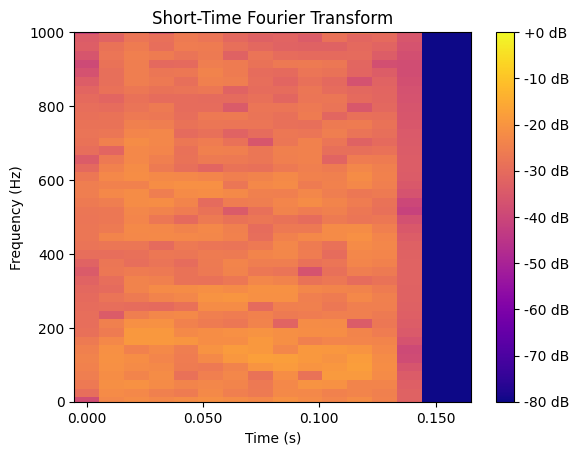 Short-Time Fourier Transform
1000
800
600
400
200
0
Frequency (Hz)
0.000
0.050
0.100
0.150
Time (s)
+0 dB
-10 dB
-20 dB
-30 dB
-40 dB
-50 dB
-60 dB
-70 dB
-80 dB